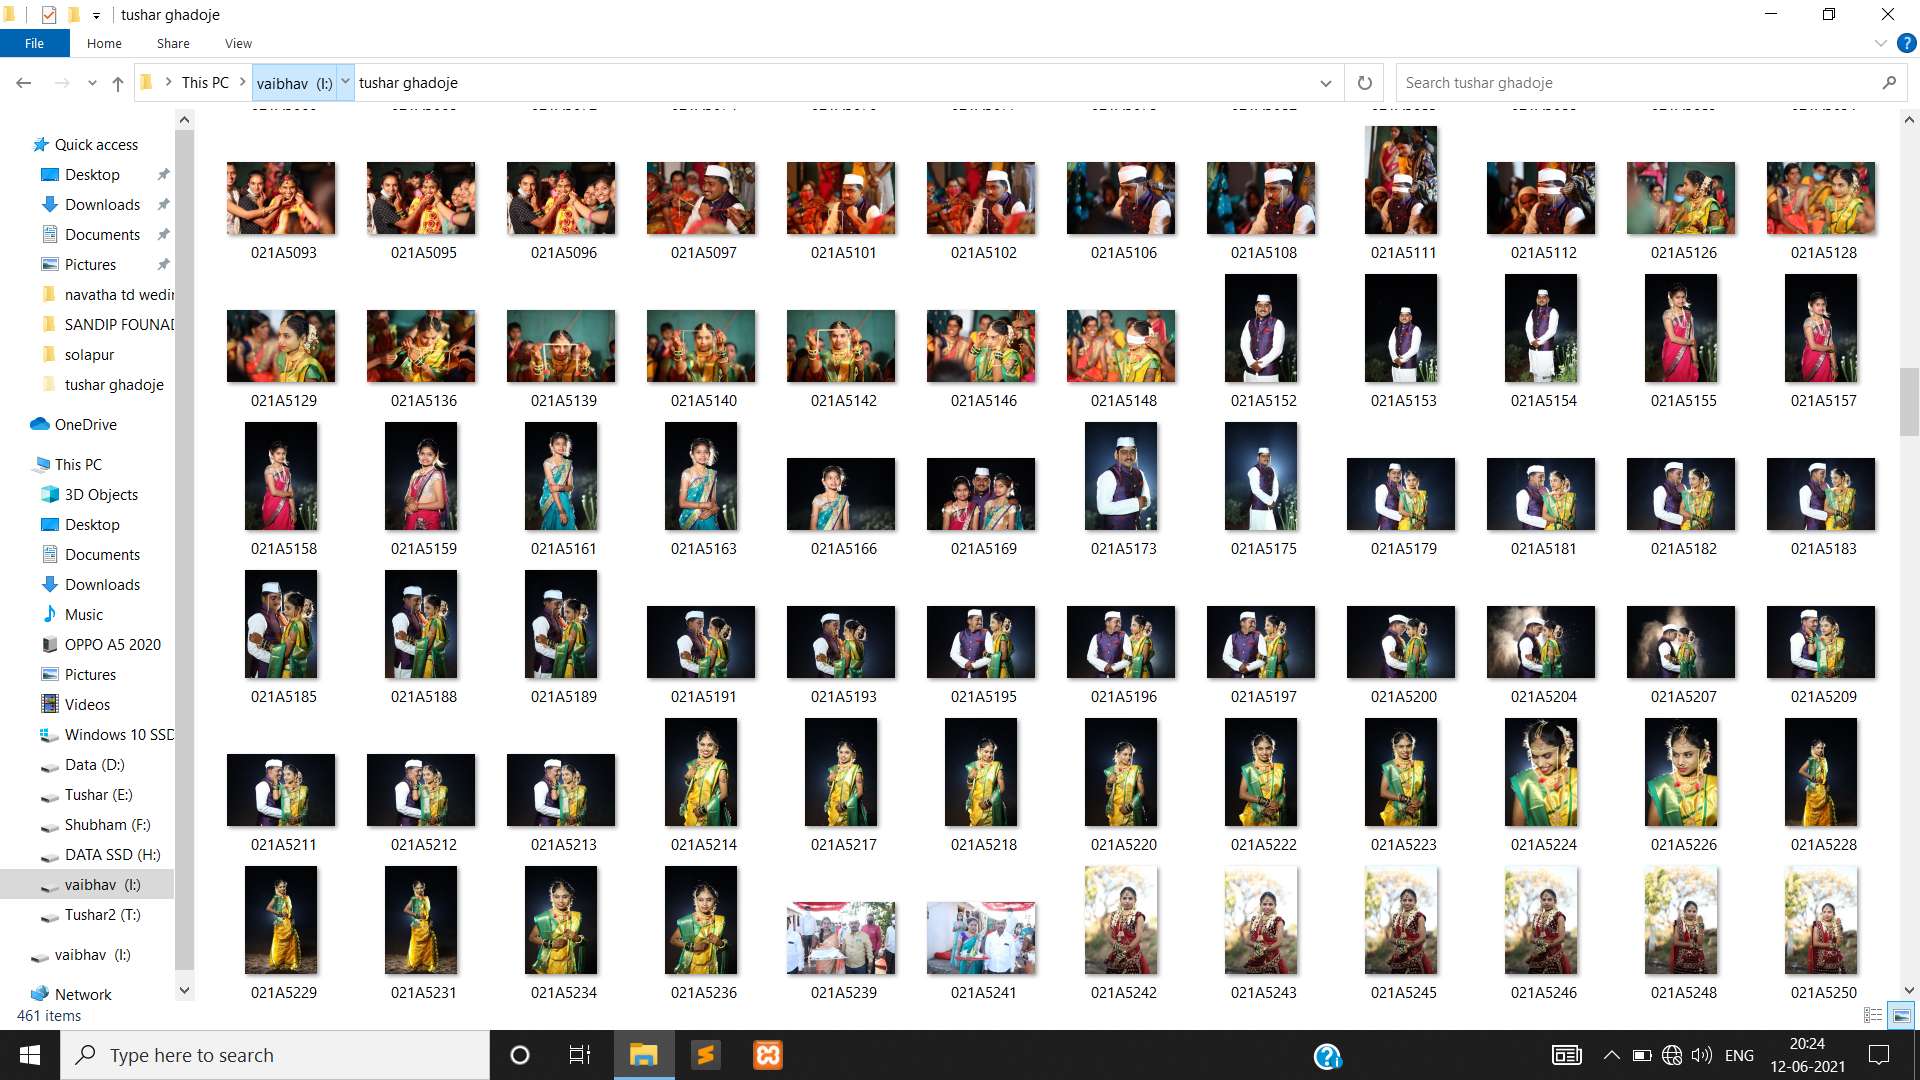 tushar ghadoje
File Home Share View
This PC vaibhav (I:) tushar ghadoje
Search tushar ghadoje
Quick access
Desktop
Downloads
Documents
Pictures
navatha td wedin
SANDIP FOUNAD
solapur
tushar ghadoje
OneDrive
This PC
3D Objects
Desktop
Documents
Downloads
Music
OPPO A5 2020
Pictures
Videos
Windows 10 SSD
Data (D:)
Tushar (E:)
Shubham (F:)
DATA SSD (H:)
vaibhav (I:)
Tushar2 (T:)
vaibhav (I:)
Network
021A5093 021A5095 021A5096 021A5097 021A5101 021A5102 021A5106 021A5108 021A5111 021A5112 021A5126 021A5128
021A5129 021A5136 021A5139 021A5140 021A5142 021A5146 021A5148 021A5152 021A5153 021A5154 021A5155 021A5157
021A5158 021A5159 021A5161 021A5163 021A5166 021A5169 021A5173 021A5175 021A5179 021A5181 021A5182 021A5183
021A5185 021A5188 021A5189 021A5191 021A5193 021A5195 021A5196 021A5197 021A5200 021A5204 021A5207 021A5209
021A5211 021A5212 021A5213 021A5214 021A5217 021A5218 021A5220 021A5222 021A5223 021A5224 021A5226 021A5228
021A5229 021A5231 021A5234 021A5236 021A5239 021A5241 021A5242 021A5243 021A5245 021A5246 021A5248 021A5250
461 items
Type here to search
ENG
20:24
12-06-2021